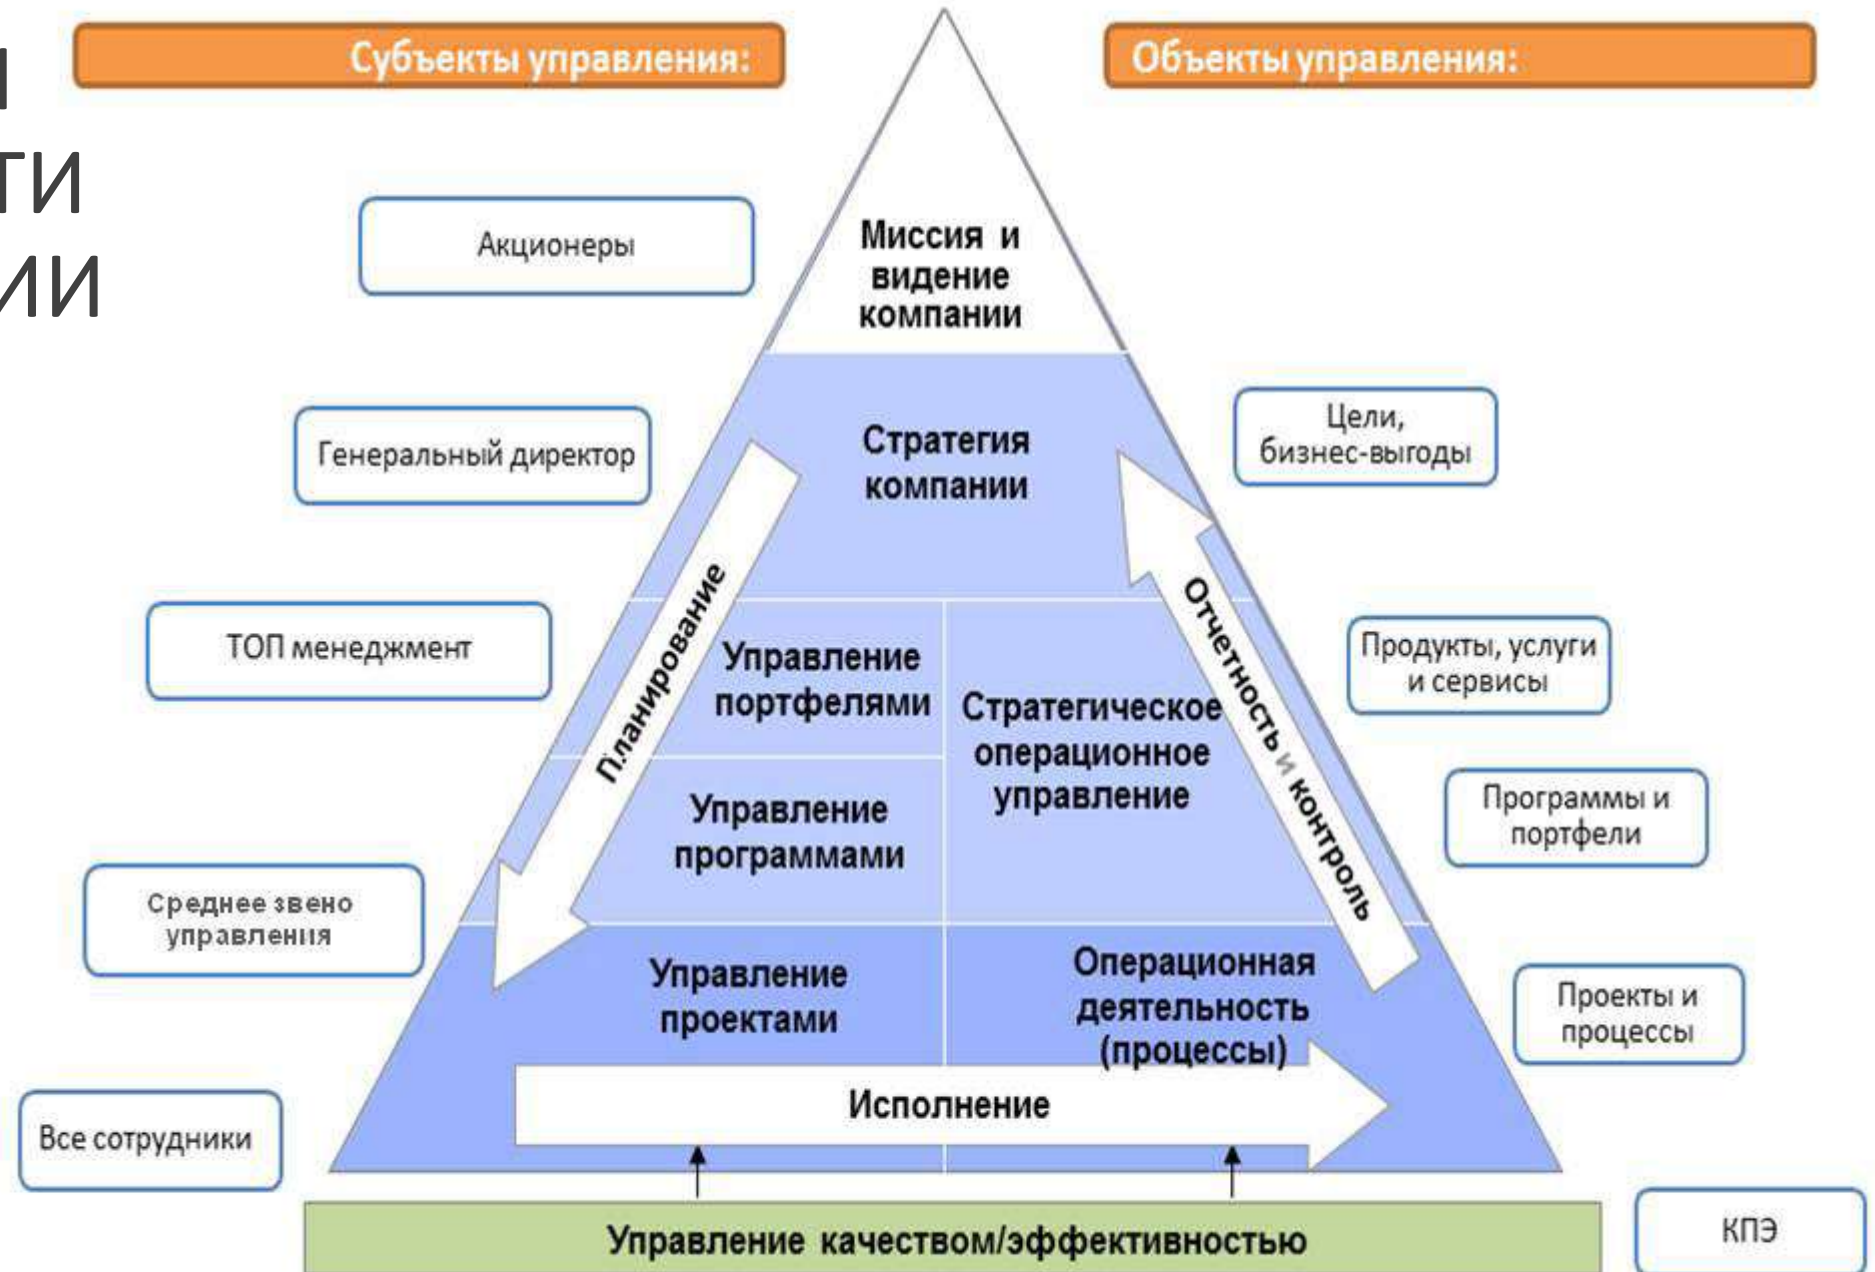 И
ТИ
ИИ
Субъекты управления:
Объекты управления:
Акционеры
Миссия и
видение
компании
Генеральный директор
Стратегия
компании
Цели,
бизнес-выгоды
Планирование
Отчетность и контроль
ТОП менеджмент
Управление
портфелями
Стратегическое
операционное
управление
Продукты, услуги
и сервисы
Управление
программами
Программы и
портфели
Среднее звено
управления
Управление
проектами
Операционная
деятельность
(процессы)
Проекты и
процессы
Исполнение
Все сотрудники
Управление качеством/эффективностью
КПЭ